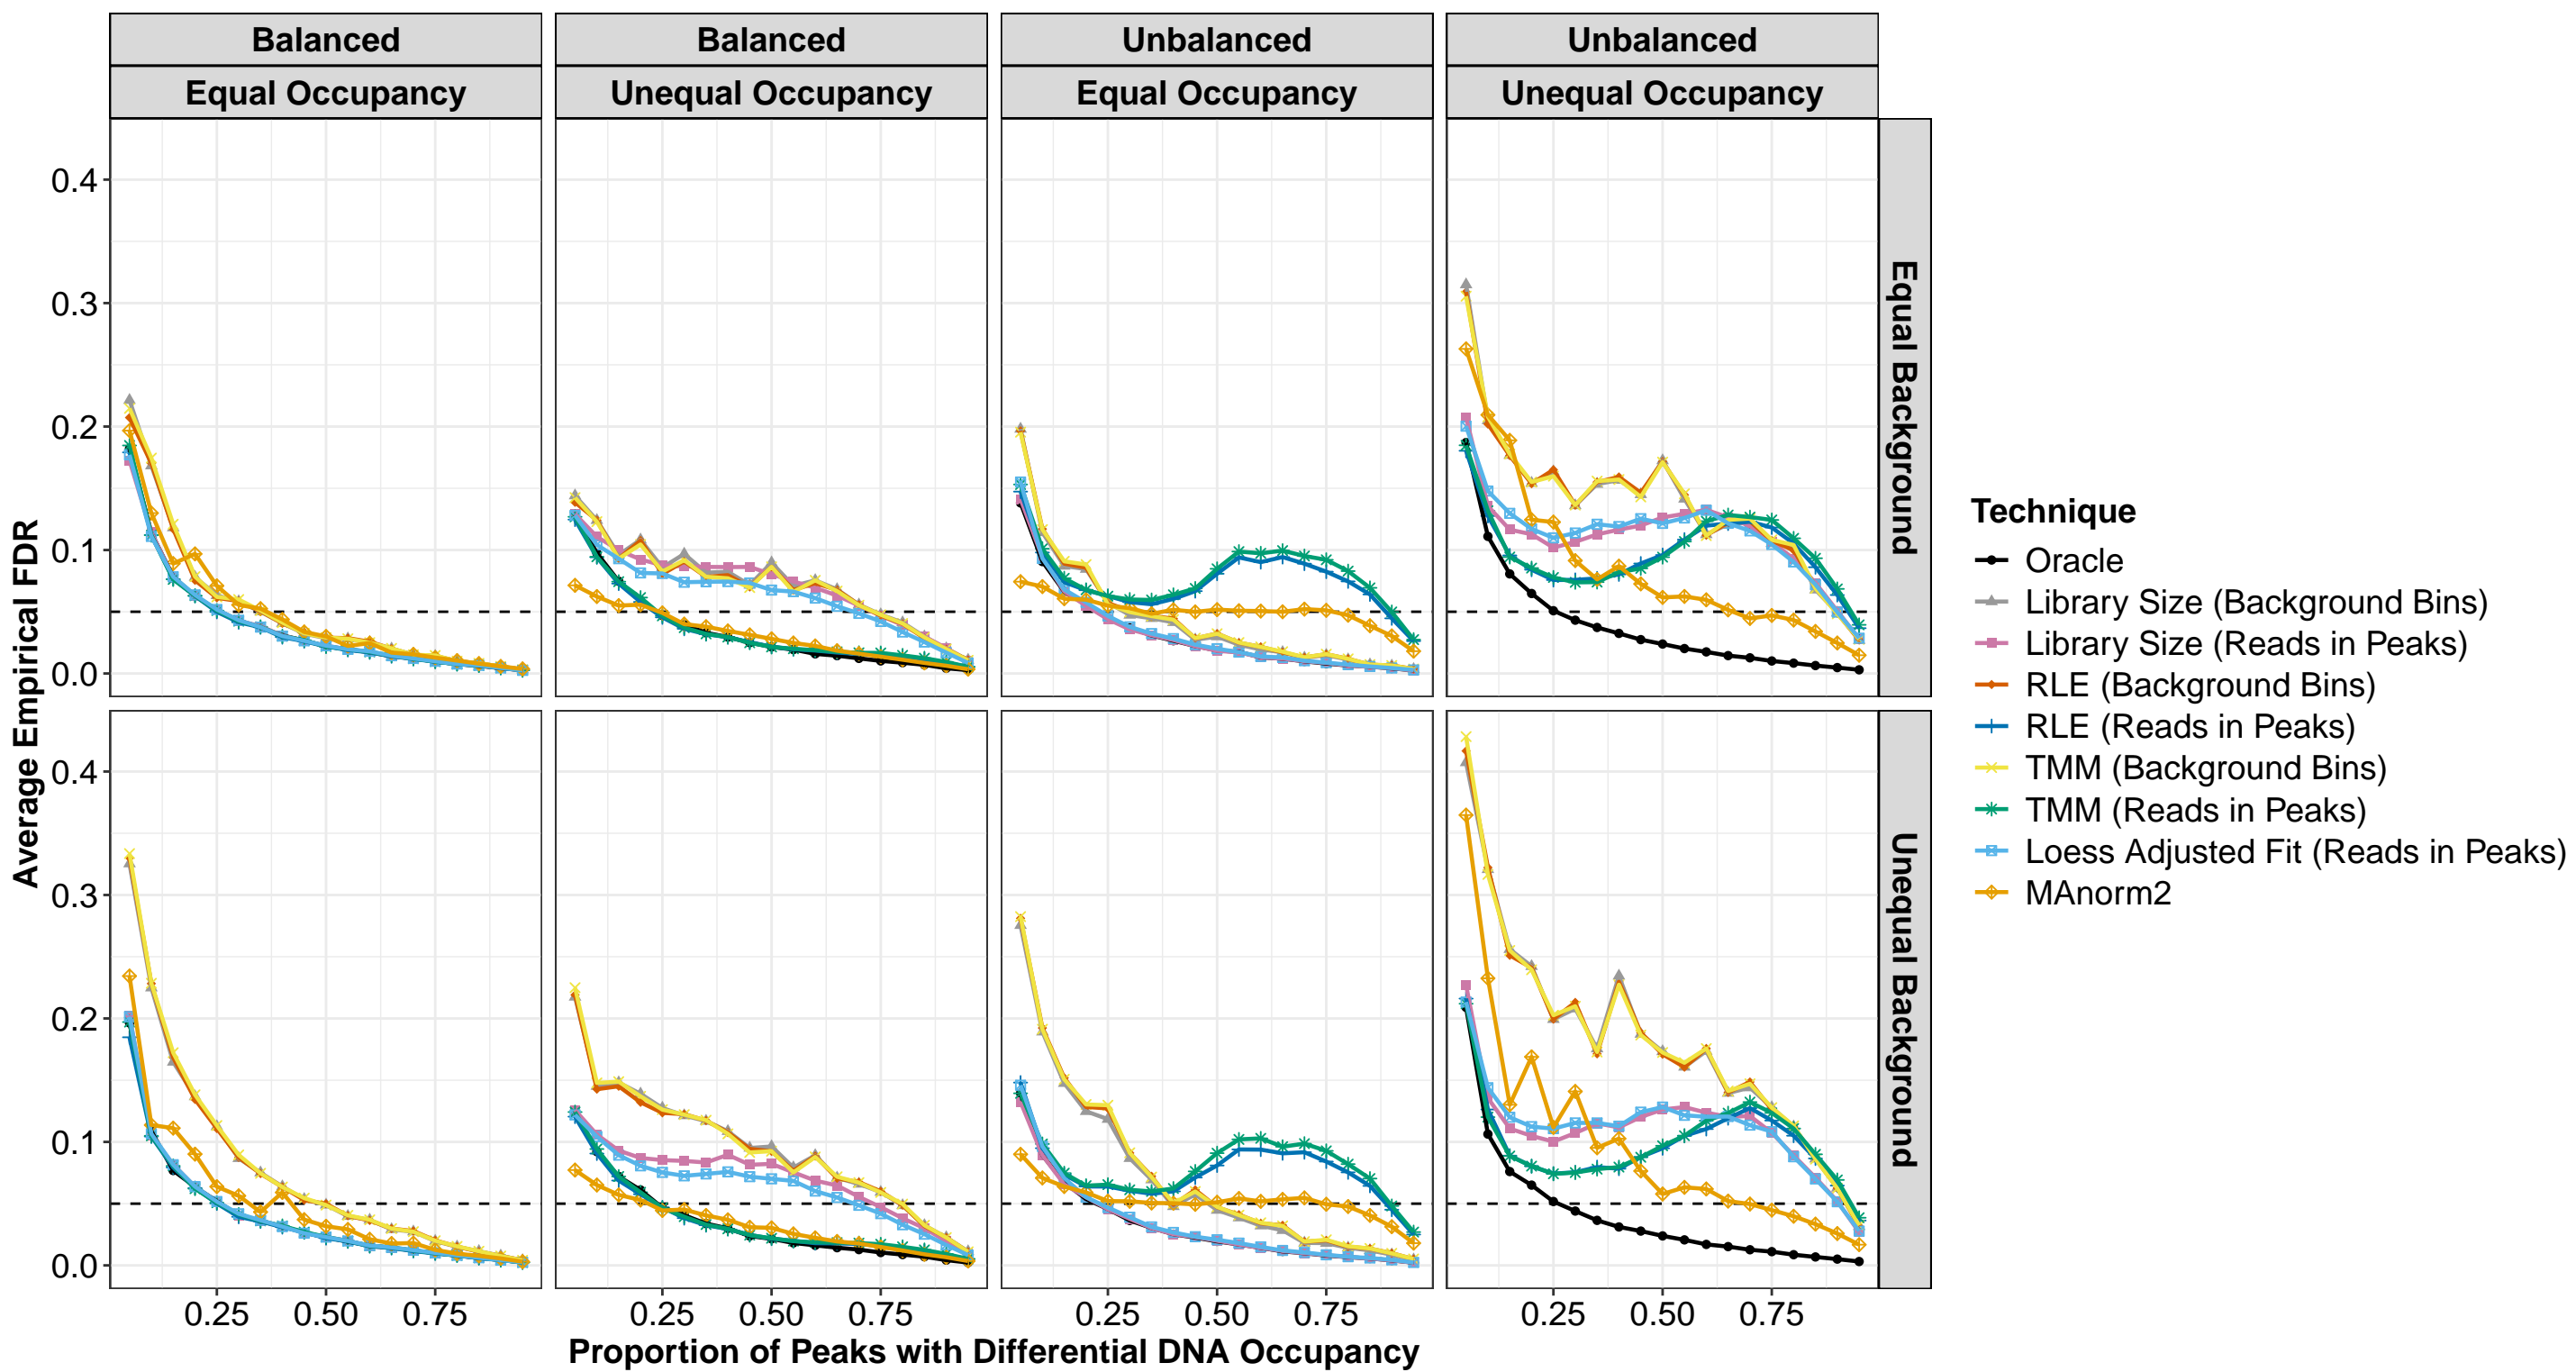 Balanced
Balanced
Unbalanced
Unbalanced
Equal Occupancy
Unequal Occupancy
Equal Occupancy
Unequal Occupancy
Average Empirical FDR
0.4
0.3
0.2
0.1
0.0
Equal Background
0.4
0.3
0.2
0.1
0.0
Unequal Background
0.25 0.50 0.75
0.25 0.50 0.75
0.25 0.50 0.75
0.25 0.50 0.75
Proportion of Peaks with Differential DNA Occupancy
Technique
Oracle
Library Size (Background Bins)
Library Size (Reads in Peaks)
RLE (Background Bins)
RLE (Reads in Peaks)
TMM (Background Bins)
TMM (Reads in Peaks)
Loess Adjusted Fit (Reads in Peaks)
MAnorm2